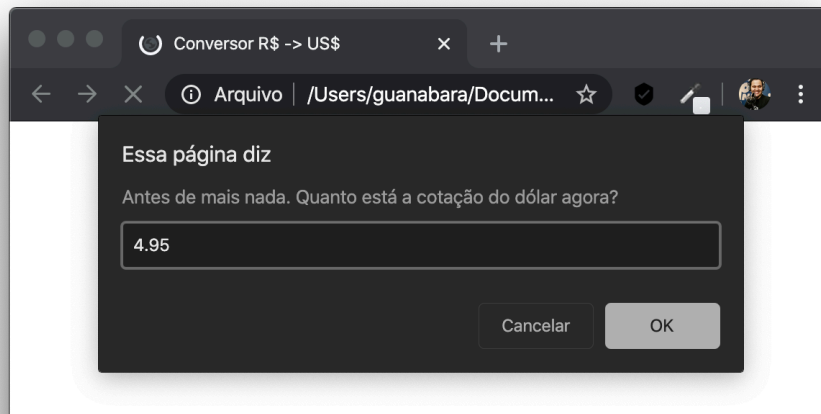 Conversor R$ -> US$
Arquivo | /Users/guanabara/Docum...
Essa página diz
Antes de mais nada. Quanto está a cotação do dólar agora?
4.95
Cancelar OK